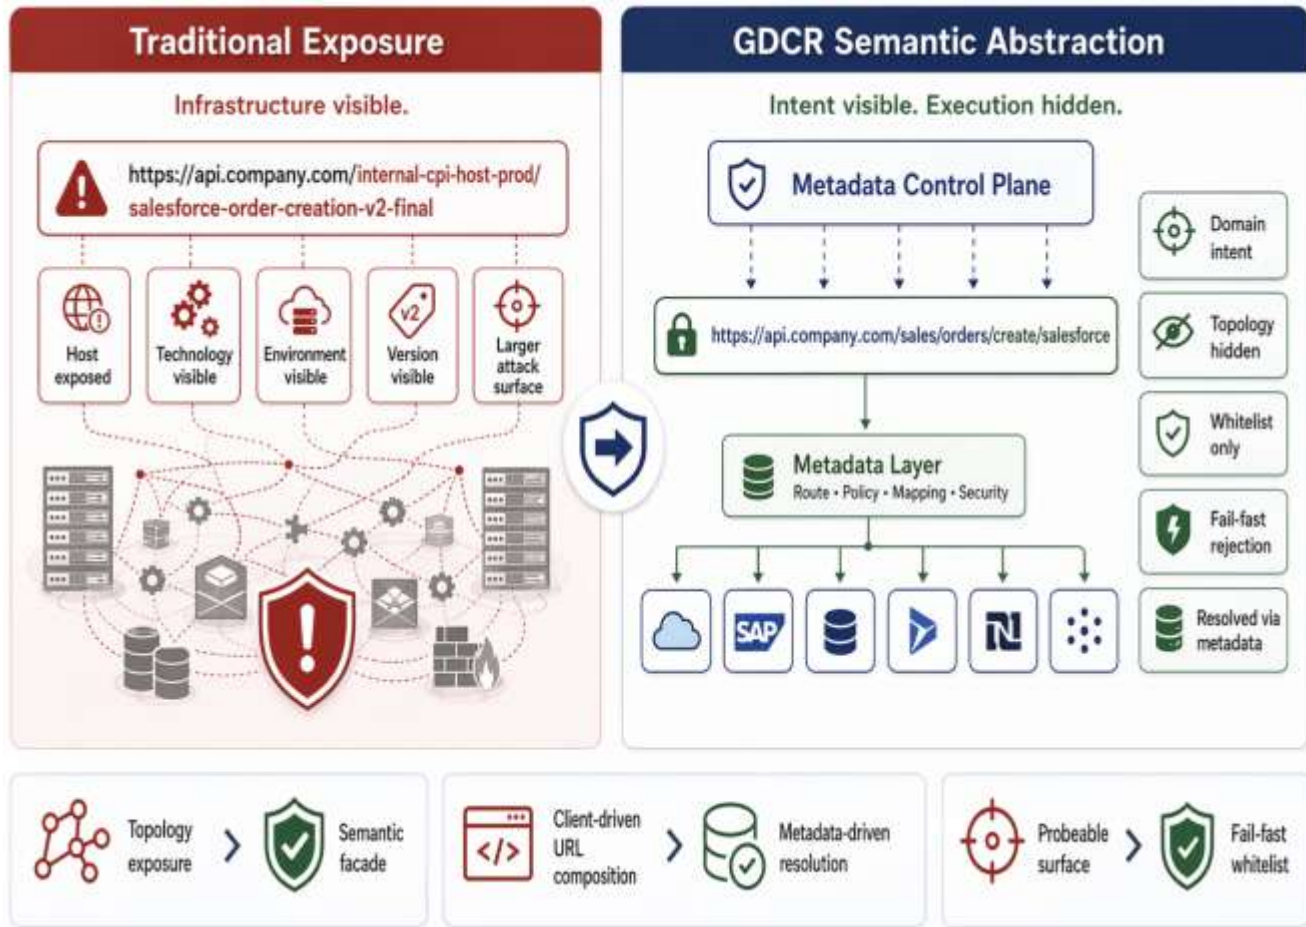 Traditional Exposure
Infrastructure visible.
https://api.company.com/internal-cpi-host-prod/
salesforce-order-creation-v2-final
Host
exposed
Technology
visible
Environment
visible
v2
Version
visible
Larger
attack
surface
GDCR Semantic Abstraction
Intent visible. Execution hidden.
Metadata Control Plane
https://api.company.com/sales/orders/create/salesforce
Metadata Layer
Route • Policy • Mapping • Security
SAP
N
Domain
intent
Topology
hidden
Whitelist
only
Fail-fast
rejection
Resolved via
metadata
Topology
exposure
Semantic
facade
</>
Client-driven
URL
composition
Metadata-driven
resolution
Probeable
surface
Fail-fast
whitelist